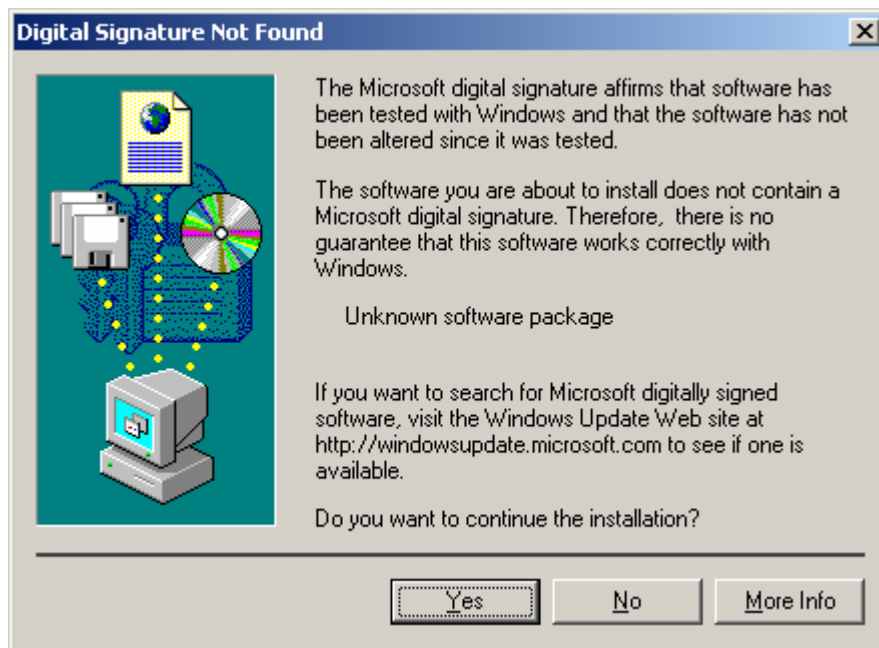 Digital Signature Not Found
The Microsoft digital signature affirms that software has
been tested with Windows and that the software has not
been altered since it was tested.
The software you are about to install does not contain a
Microsoft digital signature. Therefore,  there is no
guarantee that this software works correctly with
Windows.
Unknown software package
If you want to search for Microsoft digitally signed
software, visit the Windows Update Web site at
http://windowsupdate.microsoft.com to see if one is
available.
Do you want to continue the installation?
Yes
No
More Info